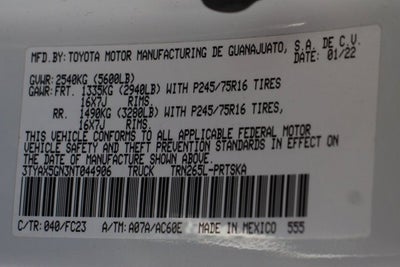 MFD.BY:TOYOTA MOTOR MANUFACTURING DE GUANAJUATO, S.A. DE C.V.
DATE: 01/22
GVWR:2540KG (5600LB)
GAWR:FRT. 1335KG (2940LB) WITH P245/75R16 TIRES
16X7J RIMS,
RR. 1490KG (3280LB) WITH P245/75R16 TIRES,
16X7J RIMS,
THIS VEHICLE CONFORMS TO ALL APPLICABLE FEDERAL MOTOR
VEHICLE SAFETY AND THEFT PREVENTION STANDARDS IN EFFECT ON
THE DATE OF MANUFACTURE SHOWN ABOVE.
3TYAX5GN3NT044906 TRUCK TRN265L-PRTSKA
C/TR: 040/FC23 A/TM: A07A/AC60E MADE IN MEXICO 555